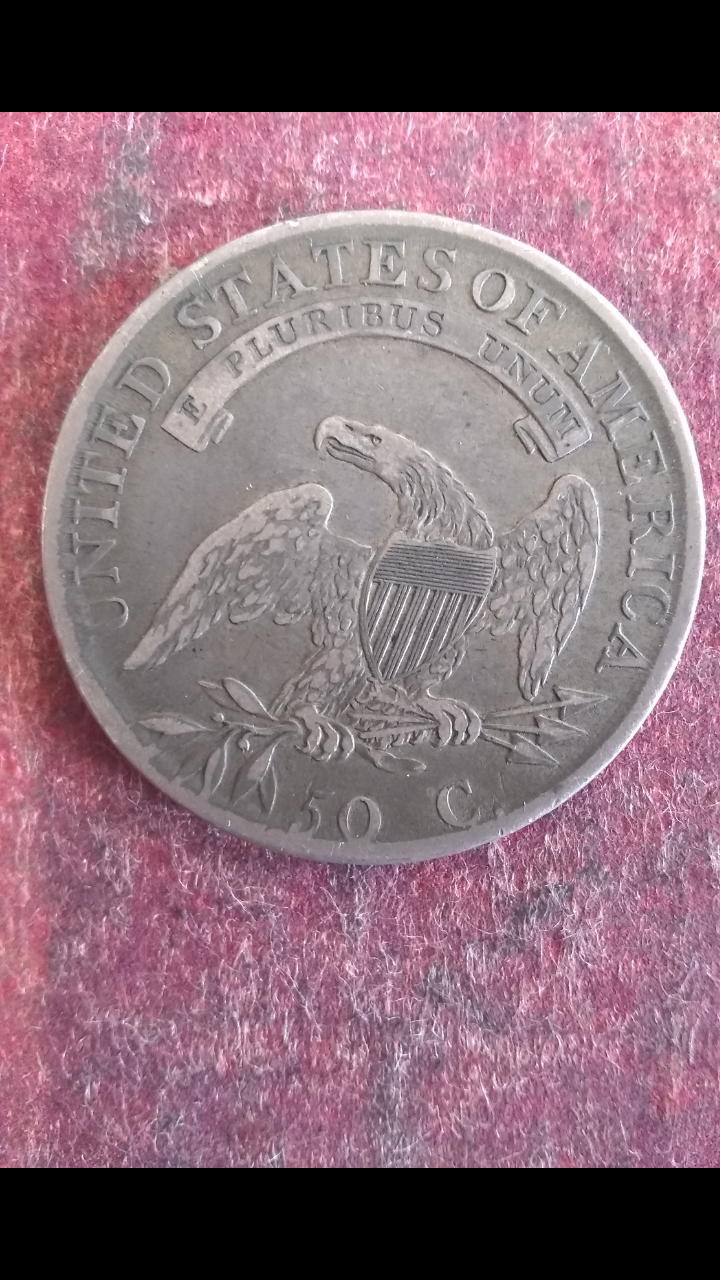 UNITED STATES OF AMERICA
E PLURIBUS UNUM.
50 C.